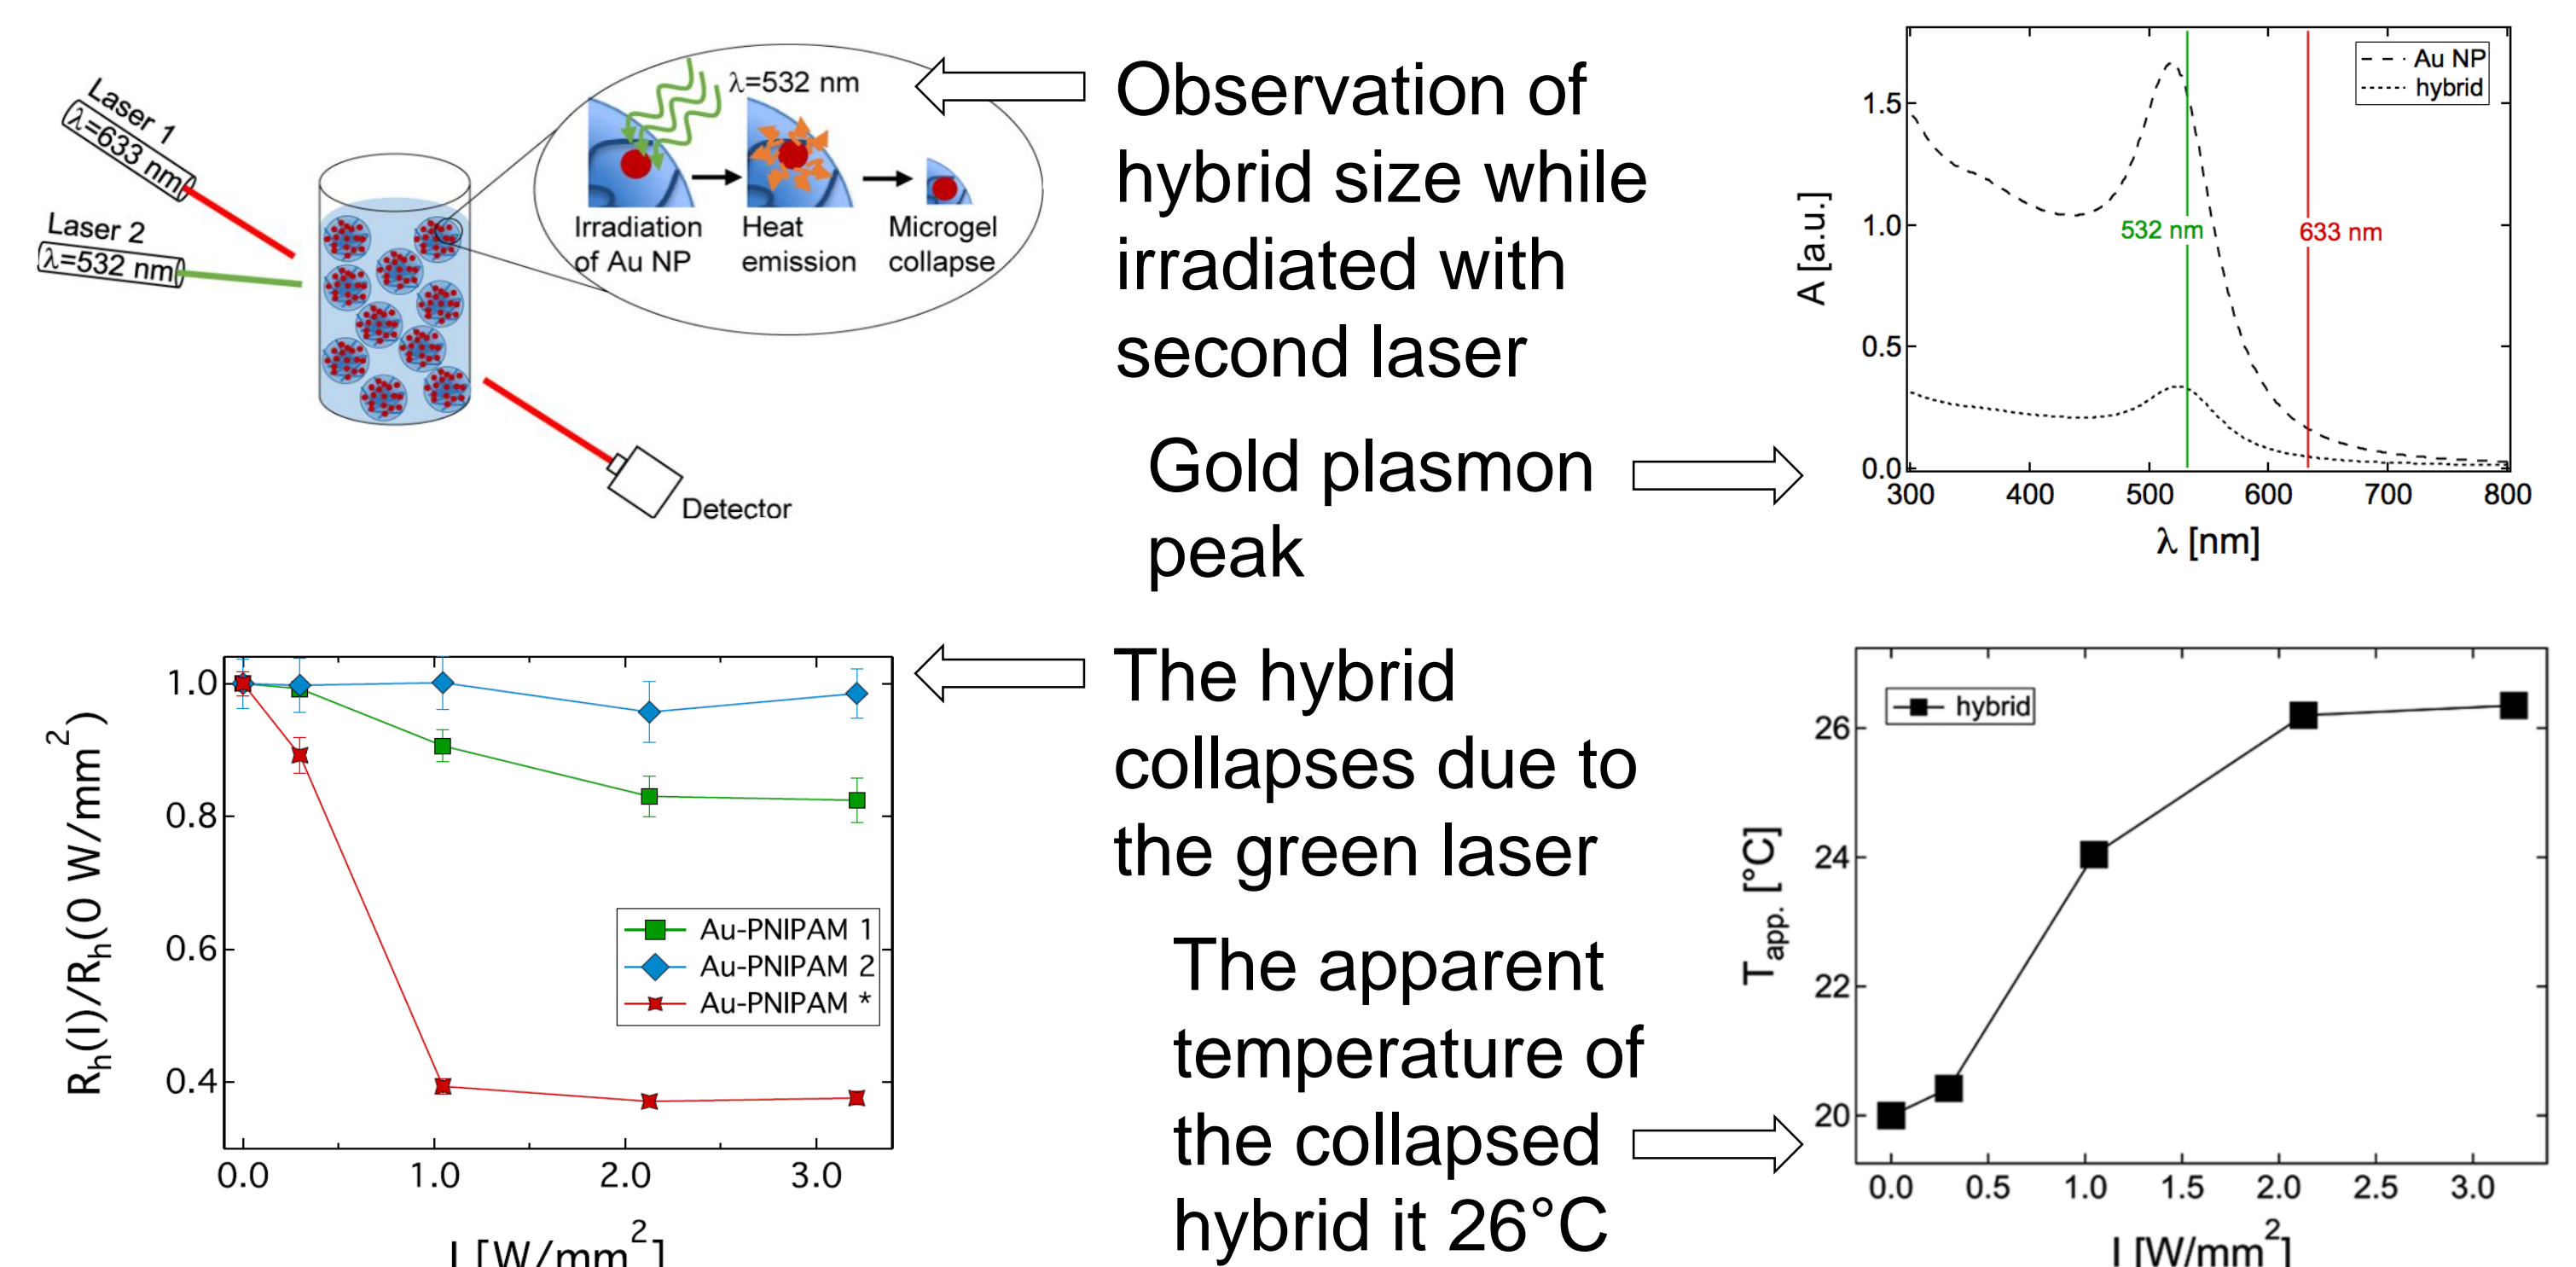 Laser 1
λ=633 nm
Laser 2
λ=532 nm
λ=532 nm
Irradiation
of Au NP
Heat
emission
Microgel
collapse
Detector
Observation of
hybrid size while
irradiated with
second laser
Gold plasmon
peak
Au NP
hybrid
1.5
1.0
0.5
0.0
A [a.u.]
532 nm
633 nm
300 400 500 600 700 800
λ [nm]
1.0
0.8
0.6
0.4
Rh(I)/Rh(0 W/mm²)
Au-PNIPAM 1
Au-PNIPAM 2
Au-PNIPAM *
0.0 1.0 2.0 3.0
I [W/mm²]
The hybrid
collapses due to
the green laser
The apparent
temperature of
the collapsed
hybrid it 26°C
hybrid
26
24
22
20
Tapp. [°C]
0.0 0.5 1.0 1.5 2.0 2.5 3.0
I [W/mm²]